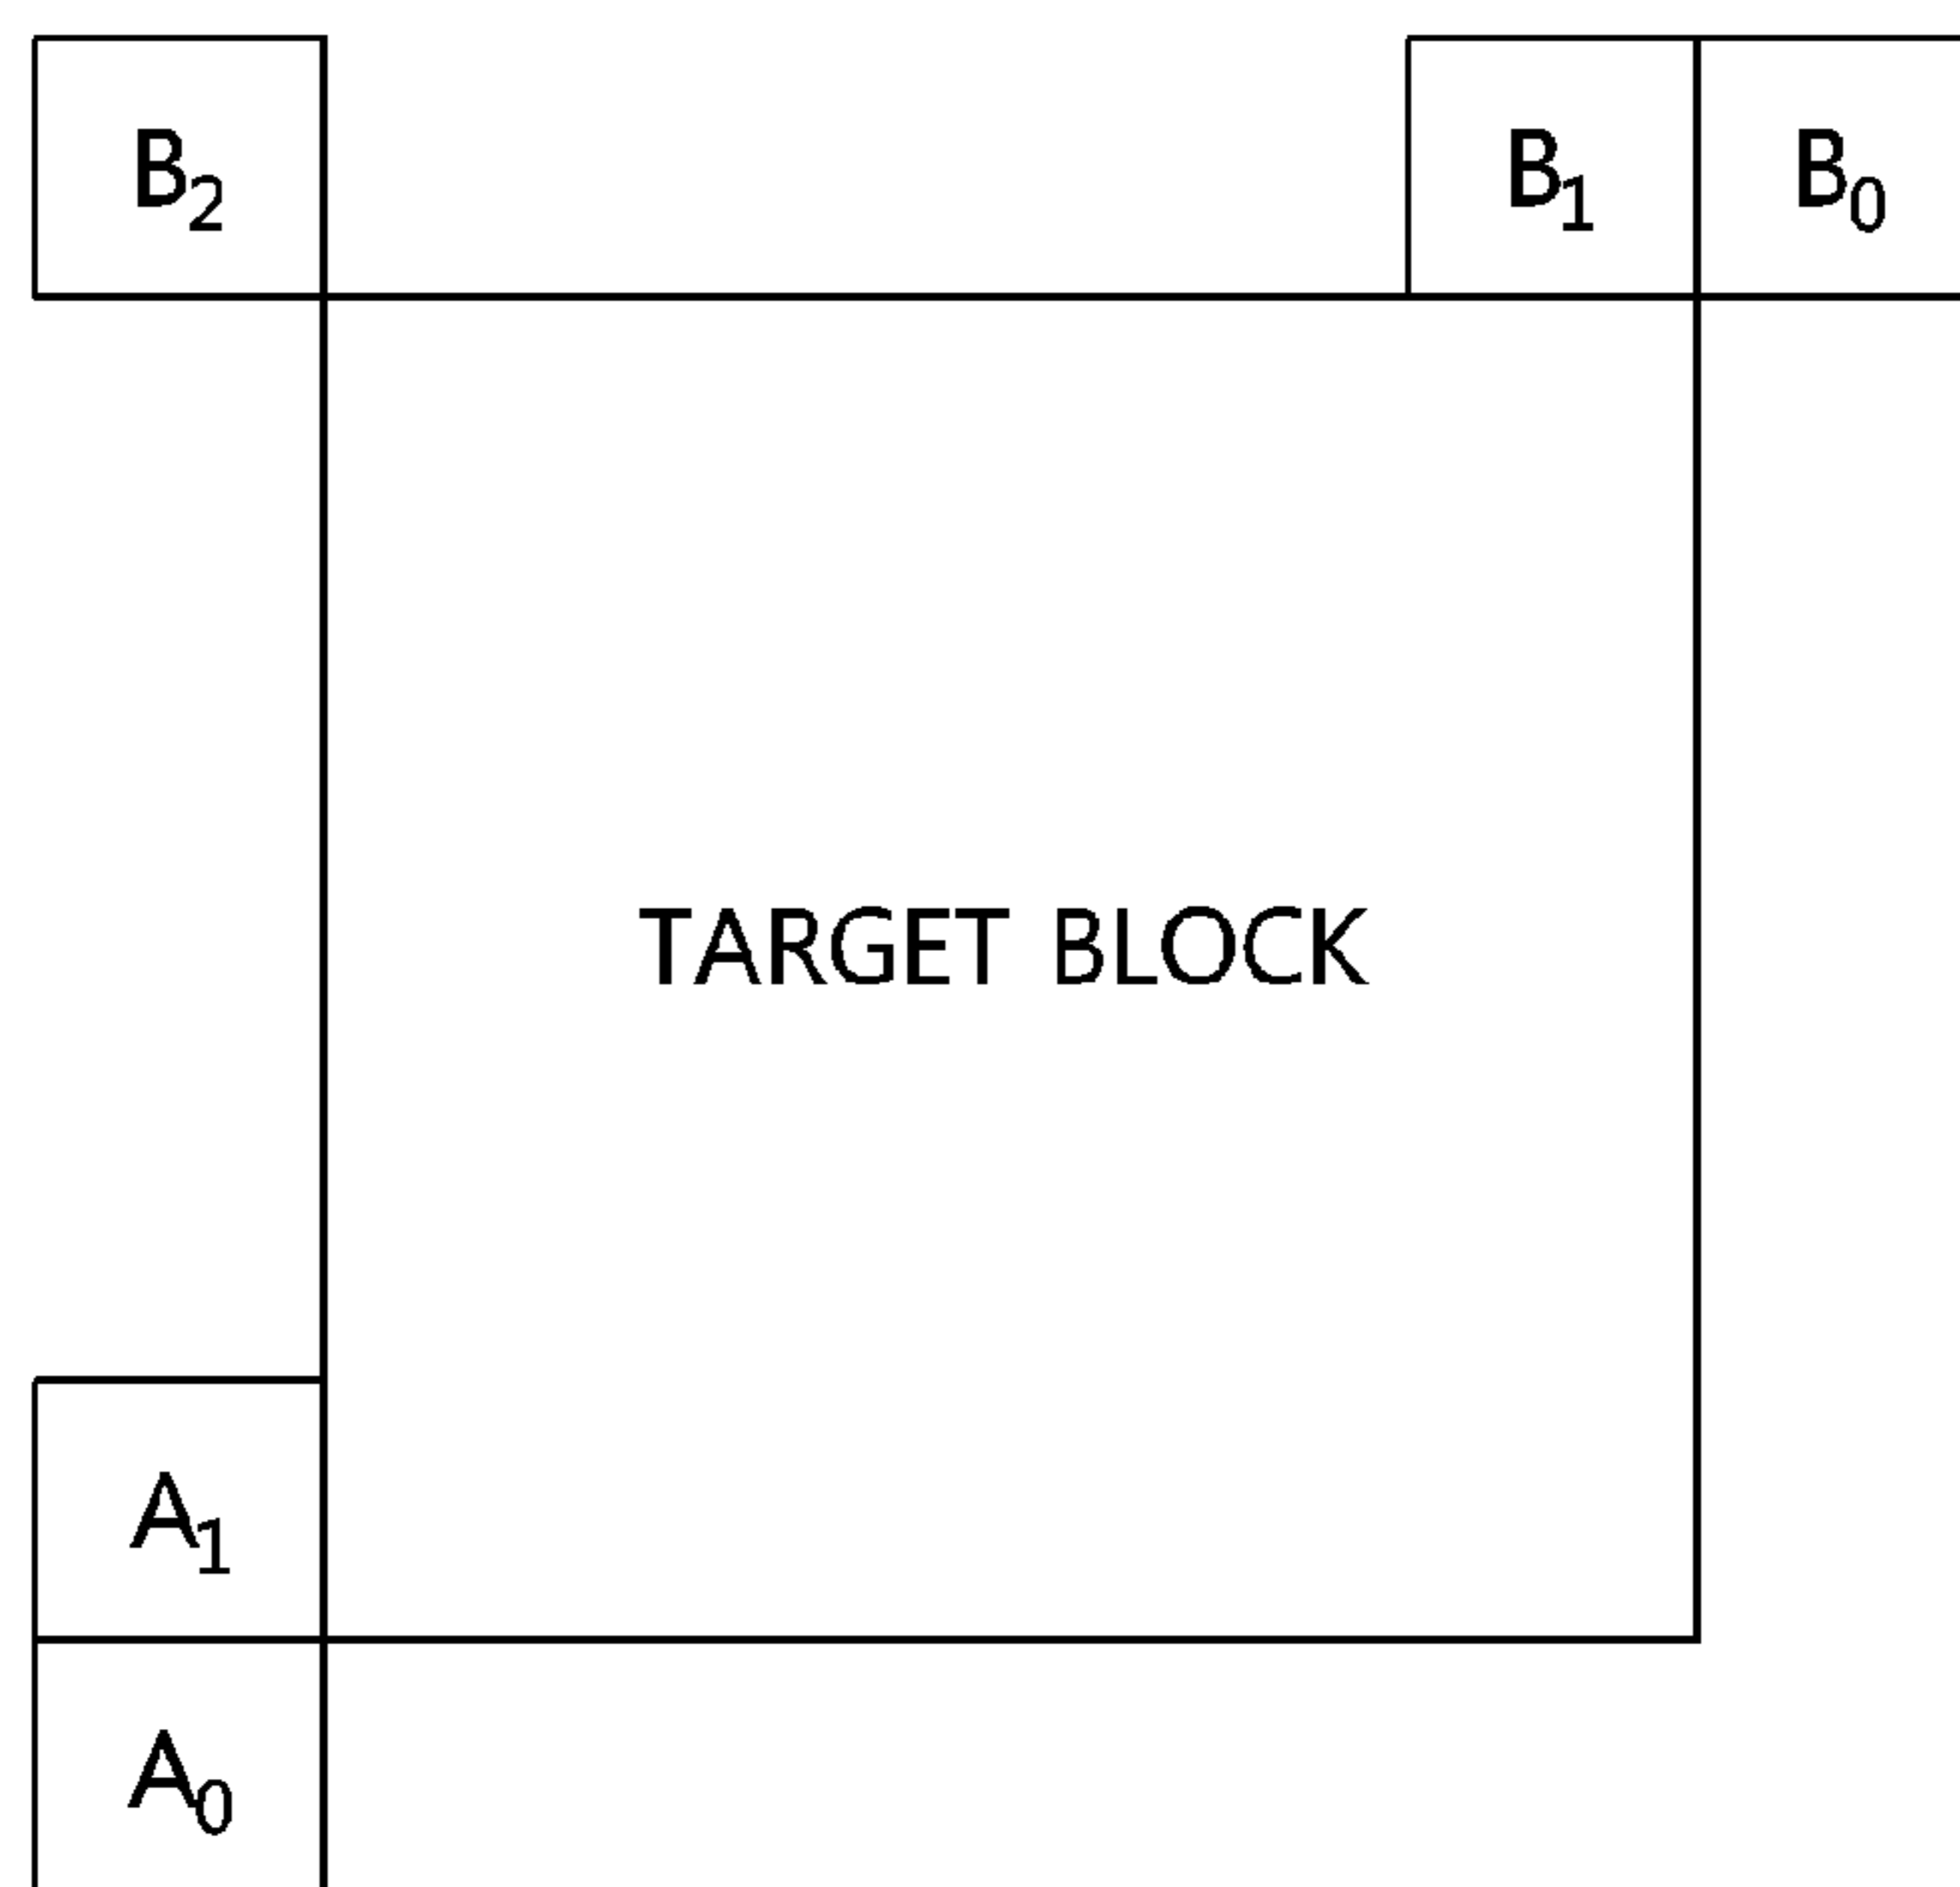 B₂ B₁ B₀
TARGET BLOCK
A₁
A₀